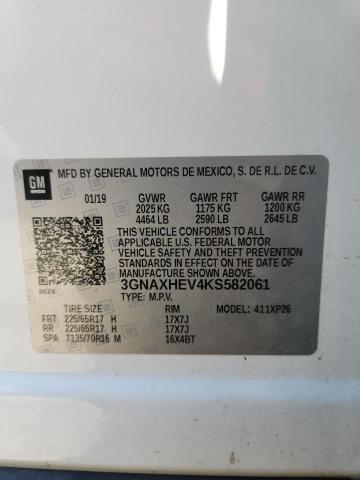 GM
MFD BY GENERAL MOTORS DE MEXICO, S. DE R.L. DE C.V.
01/19 GVWR GAWR FRT GAWR RR
2025 KG 1175 KG 1200 KG
4464 LB 2590 LB 2645 LB
THIS VEHICLE CONFORMS TO ALL
APPLICABLE U.S. FEDERAL MOTOR
VEHICLE SAFETY AND THEFT PREVENTION
STANDARDS IN EFFECT ON THE DATE OF
MANUFACTURE SHOWN ABOVE.
8624 3GNAXHEV4KS582061
TYPE: M.P.V.
TIRE SIZE RIM MODEL: 411XP26
FRT 225/65R17 H 17X7J
RR 225/65R17 H 17X7J
SPA T135/70R16 M 16X4BT